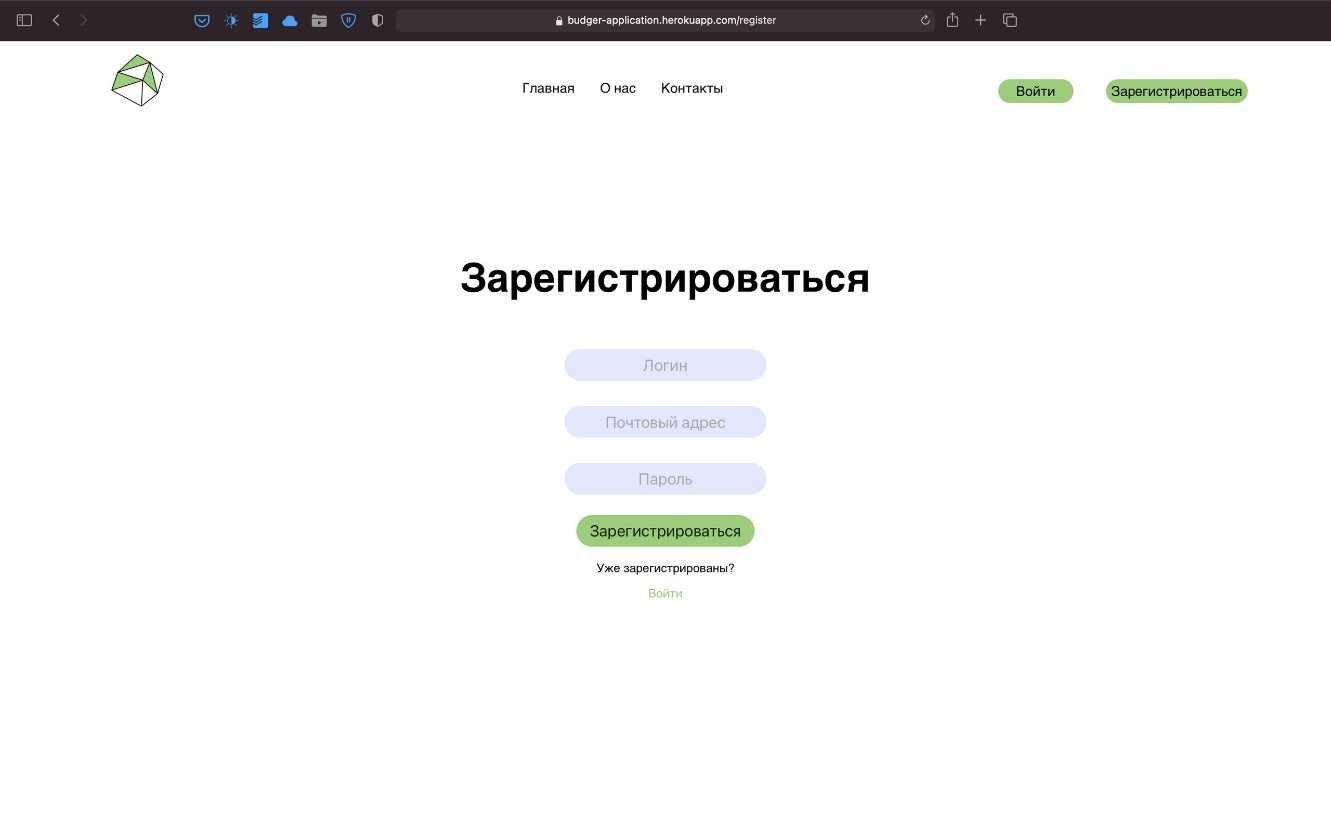 budger-application.herokuapp.com/register
Главная О нас Контакты Войти Зарегистрироваться
Зарегистрироваться
Логин
Почтовый адрес
Пароль
Зарегистрироваться
Уже зарегистрированы?
Войти